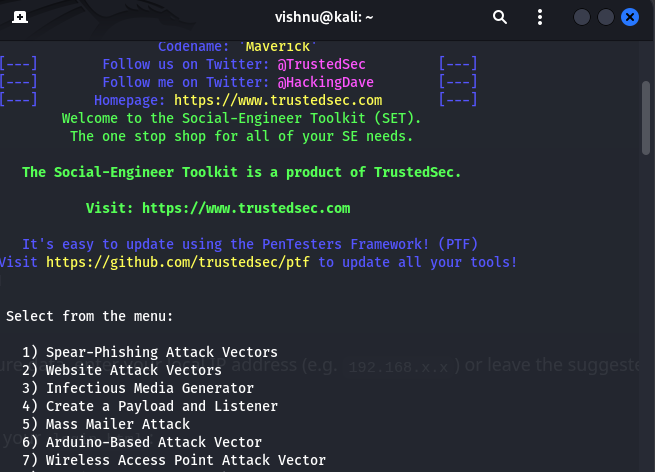 vishnu@kali: ~
Codename: 'Maverick'
[---] Follow us on Twitter: @TrustedSec [---]
[---] Follow me on Twitter: @HackingDave [---]
[---] Homepage: https://www.trustedsec.com [---]
Welcome to the Social-Engineer Toolkit (SET).
The one stop shop for all of your SE needs.
The Social-Engineer Toolkit is a product of TrustedSec.
Visit: https://www.trustedsec.com
It's easy to update using the PenTesters Framework! (PTF)
Visit https://github.com/trustedsec/ptf to update all your tools!
Select from the menu:
1) Spear-Phishing Attack Vectors
2) Website Attack Vectors
3) Infectious Media Generator
4) Create a Payload and Listener
5) Mass Mailer Attack
6) Arduino-Based Attack Vector
7) Wireless Access Point Attack Vector
IP address (e.g. 192.168.x.x) or leave the suggeste